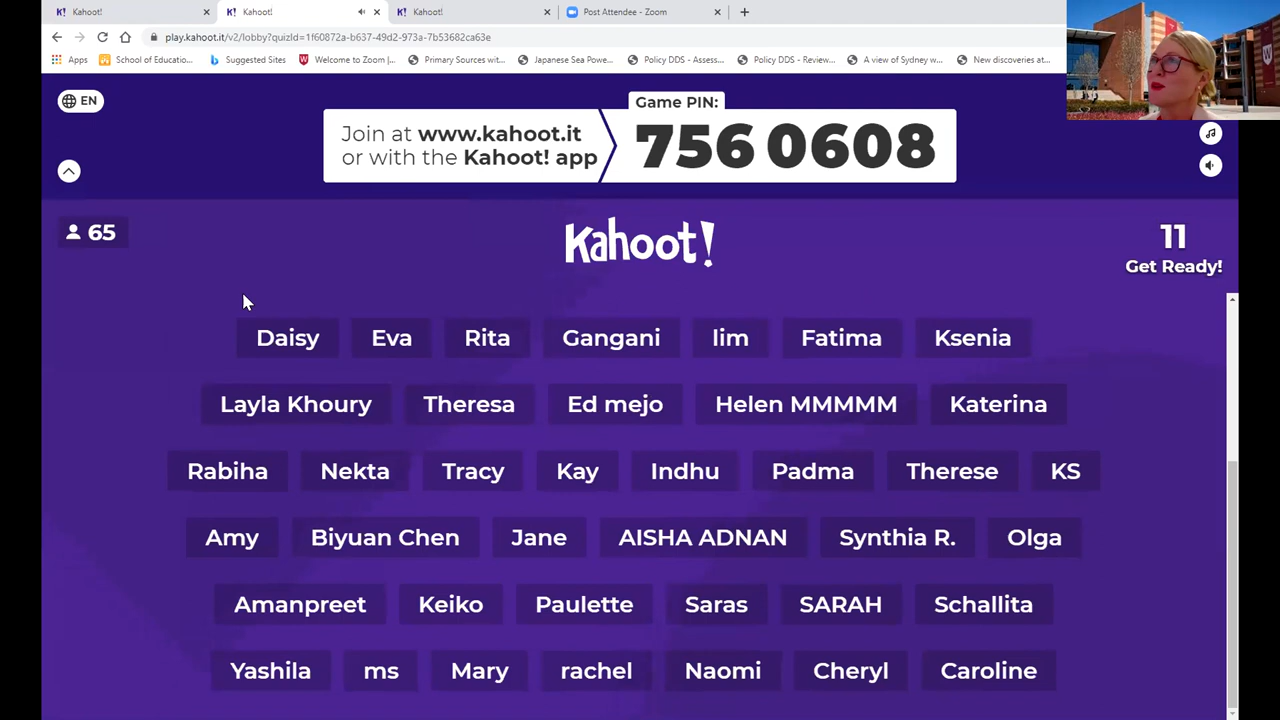 Kahoot!
Kahoot!
Kahoot!
Post Attendee - Zoom
play.kahoot.it/v2/lobby?quizId=1f60872a-b637-49d2-973a-7b53682ca63e
Apps School of Educatio... Suggested Sites Welcome to Zoom |... Primary Sources wit... Japanese Sea Powe... Policy DDS - Assess... Policy DDS - Review... A view of Sydney w... New discoveries at...
EN
Join at www.kahoot.it
or with the Kahoot! app
Game PIN:
756 0608
65
Kahoot!
11
Get Ready!
Daisy Eva Rita Gangani Iim Fatima Ksenia
Layla Khoury Theresa Ed mejo Helen MMMMM Katerina
Rabiha Nekta Tracy Kay Indhu Padma Therese KS
Amy Biyuan Chen Jane AISHA ADNAN Synthia R. Olga
Amanpreet Keiko Paulette Saras SARAH Schallita
Yashila ms Mary rachel Naomi Cheryl Caroline